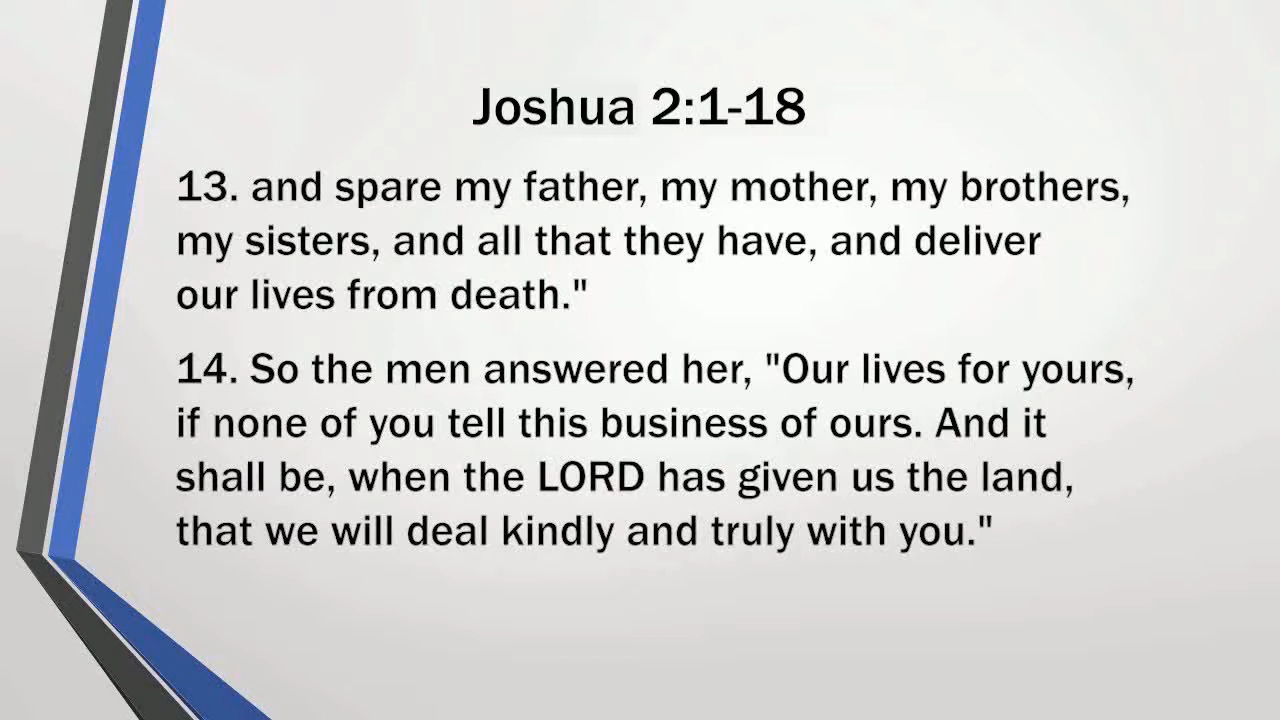 Joshua 2:1-18
13. and spare my father, my mother, my brothers,
my sisters, and all that they have, and deliver
our lives from death."
14. So the men answered her, "Our lives for yours,
if none of you tell this business of ours. And it
shall be, when the LORD has given us the land,
that we will deal kindly and truly with you."